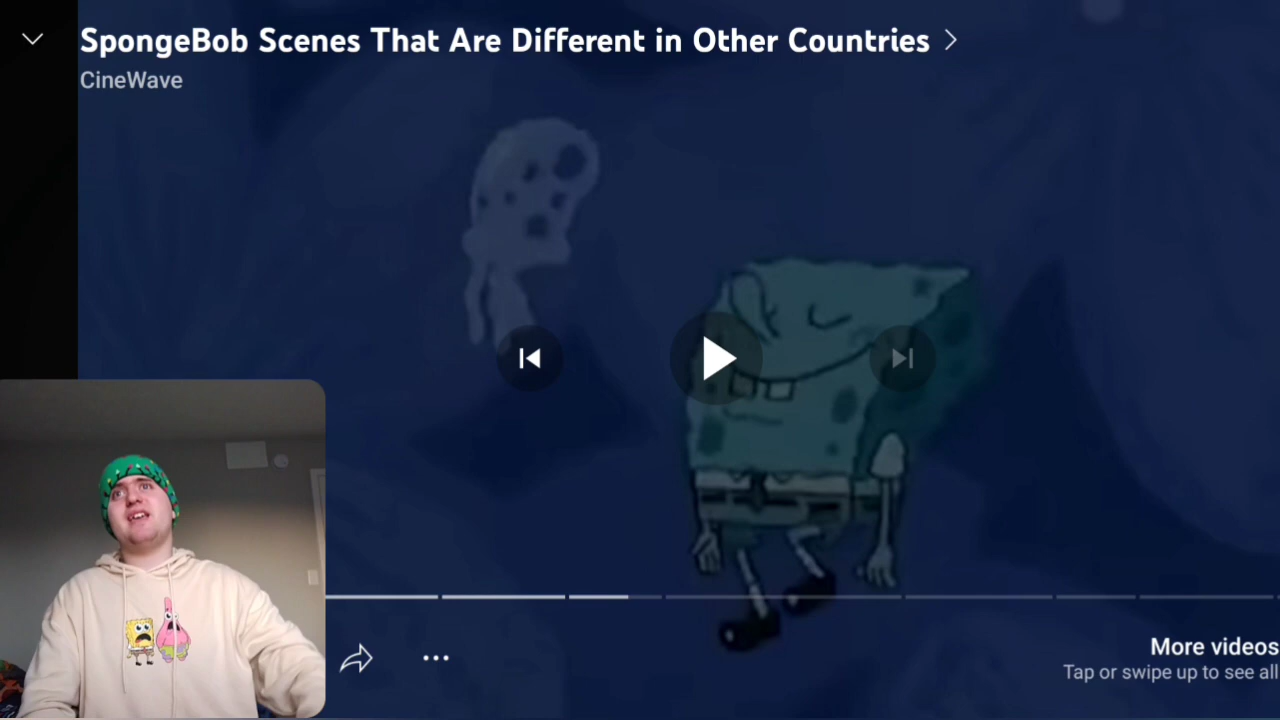 SpongeBob Scenes That Are Different in Other Countries
CineWave
More videos
Tap or swipe up to see all